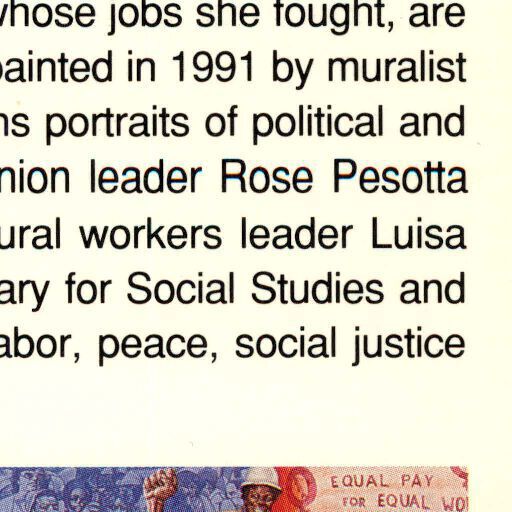 whose jobs she fought, are
painted in 1991 by muralist
ns portraits of political and
nion leader Rose Pesotta
ural workers leader Luisa
ary for Social Studies and
abor, peace, social justice
EQUAL PAY
FOR EQUAL WO